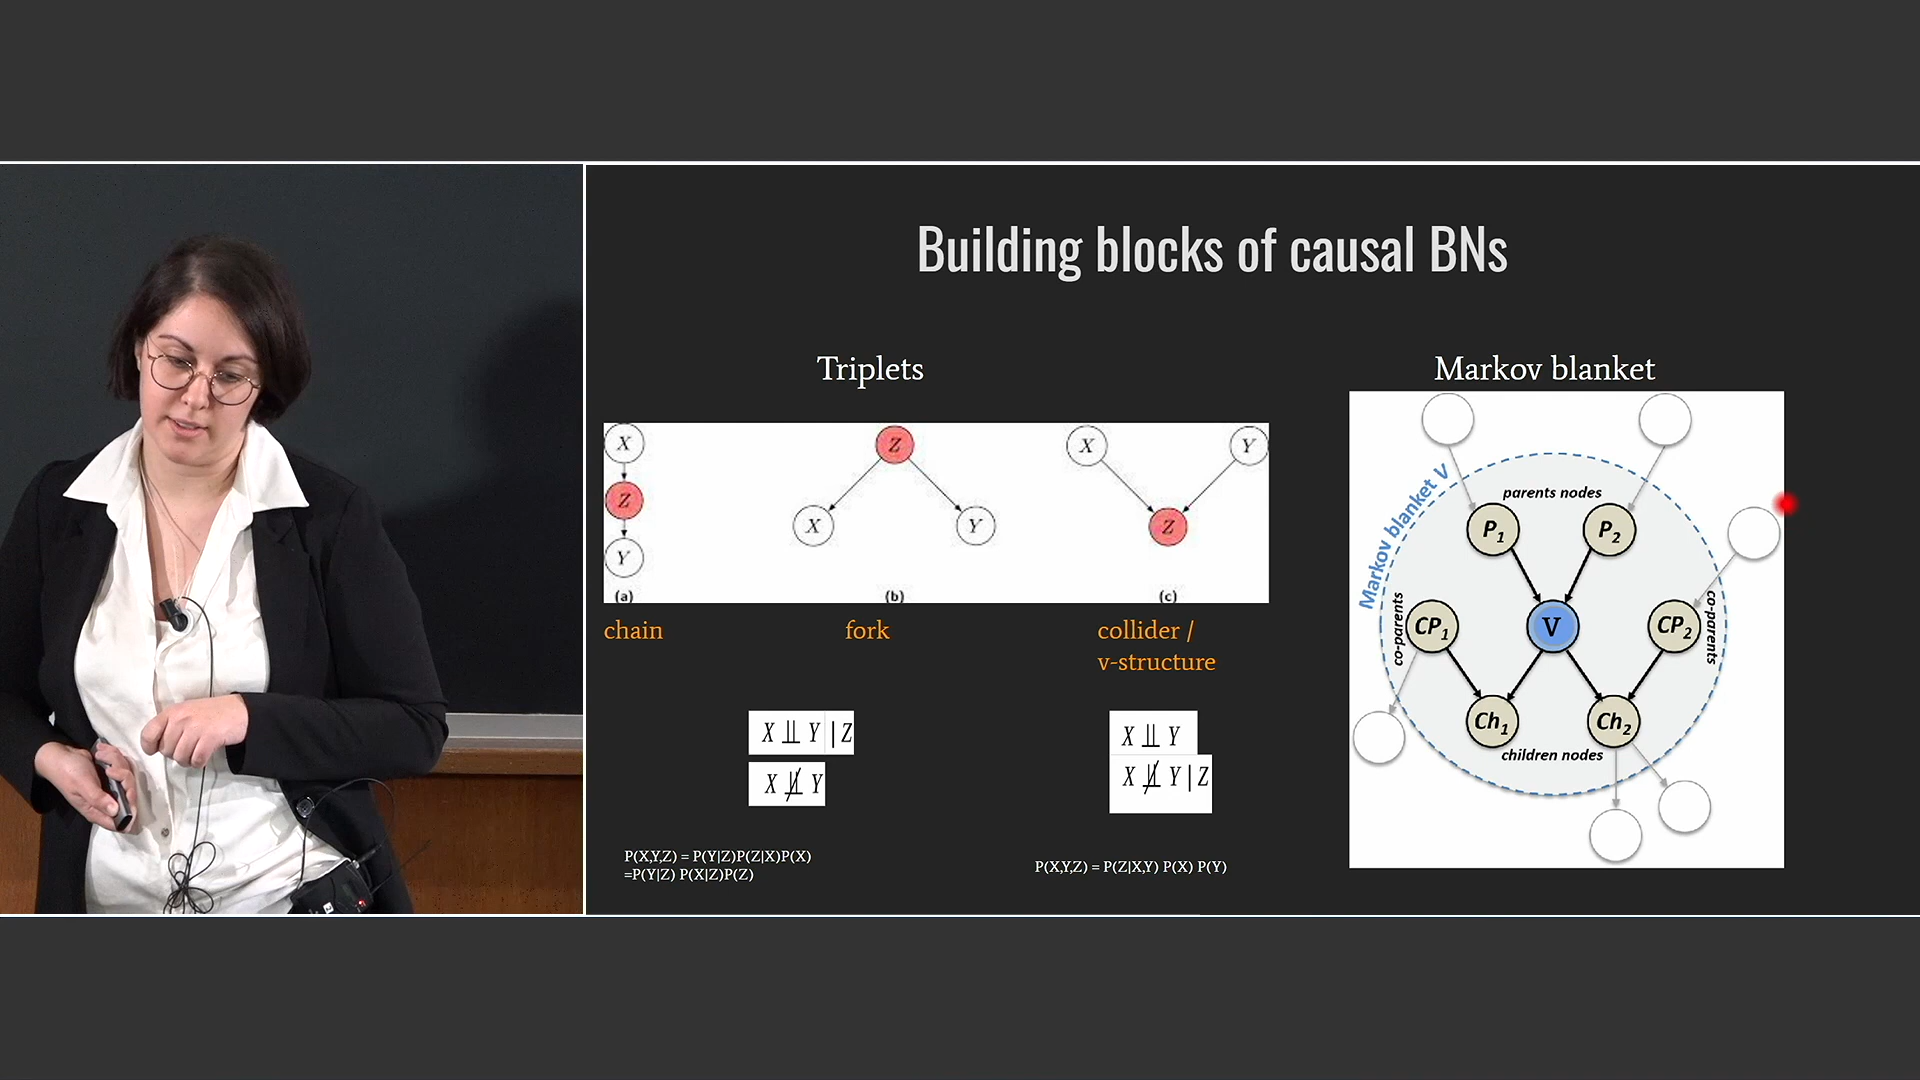 Building blocks of causal BNs
Triplets
X
Z
Y
(a)
Z
X
Y
(b)
X
Y
Z
(c)
chain
fork
collider /
v-structure
X ⫫ Y | Z
X ⫫̸ Y
X ⫫ Y
X ⫫̸ Y | Z
P(X,Y,Z) = P(Y|Z)P(Z|X)P(X)
=P(Y|Z) P(X|Z)P(Z)
P(X,Y,Z) = P(Z|X,Y) P(X) P(Y)
Markov blanket
Markov blanket V
parents nodes
P₁
P₂
co-parents
CP₁
V
CP₂
co-parents
Ch₁
Ch₂
children nodes